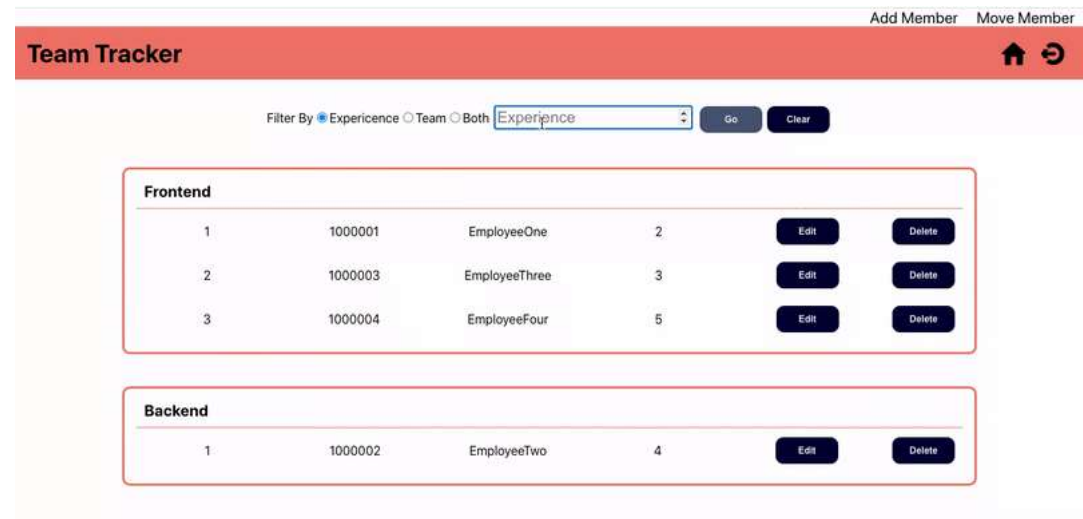 Add Member Move Member
Team Tracker
Filter By Expericence Team Both Experience Go Clear
Frontend
1 1000001 EmployeeOne 2 Edit Delete
2 1000003 EmployeeThree 3 Edit Delete
3 1000004 EmployeeFour 5 Edit Delete
Backend
1 1000002 EmployeeTwo 4 Edit Delete